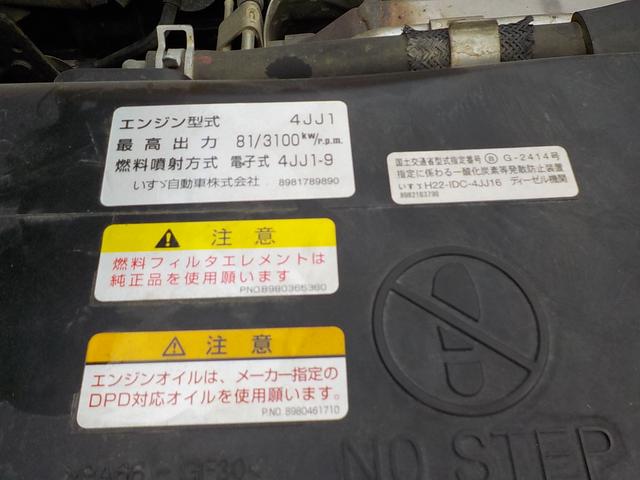 エンジン型式 4JJ1
最高出力 81/3100kW/r.p.m.
燃料噴射方式 電子式 4JJ1-9
いすゞ自動車株式会社 8981789890
国土交通省型式指定番号 Ⓑ G-2414号
指定に係わる一酸化炭素等発散防止装置
いすゞH22-IDC-4JJ16 ディーゼル機関
8982183790
⚠ 注意
燃料フィルタエレメントは
純正品を使用願います
PNO.8980365360
⚠ 注意
エンジンオイルは、メーカー指定の
DPD対応オイルを使用願います。
P.NO. 8980461710
NO STEP